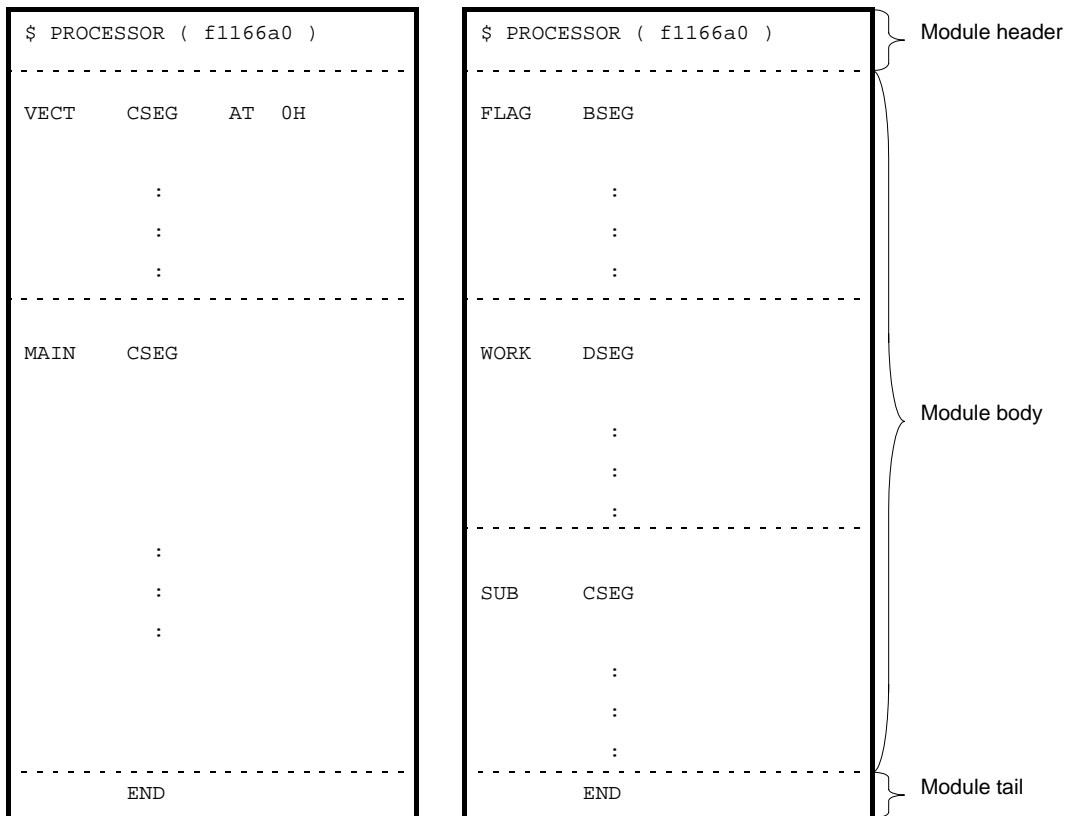 $ PROCESSOR ( f1166a0 )
VECT CSEG AT 0H
:
:
:
MAIN CSEG
:
:
:
END
$ PROCESSOR ( f1166a0 )
FLAG BSEG
:
:
:
WORK DSEG
:
:
:
SUB CSEG
:
:
:
END
Module header
Module body
Module tail